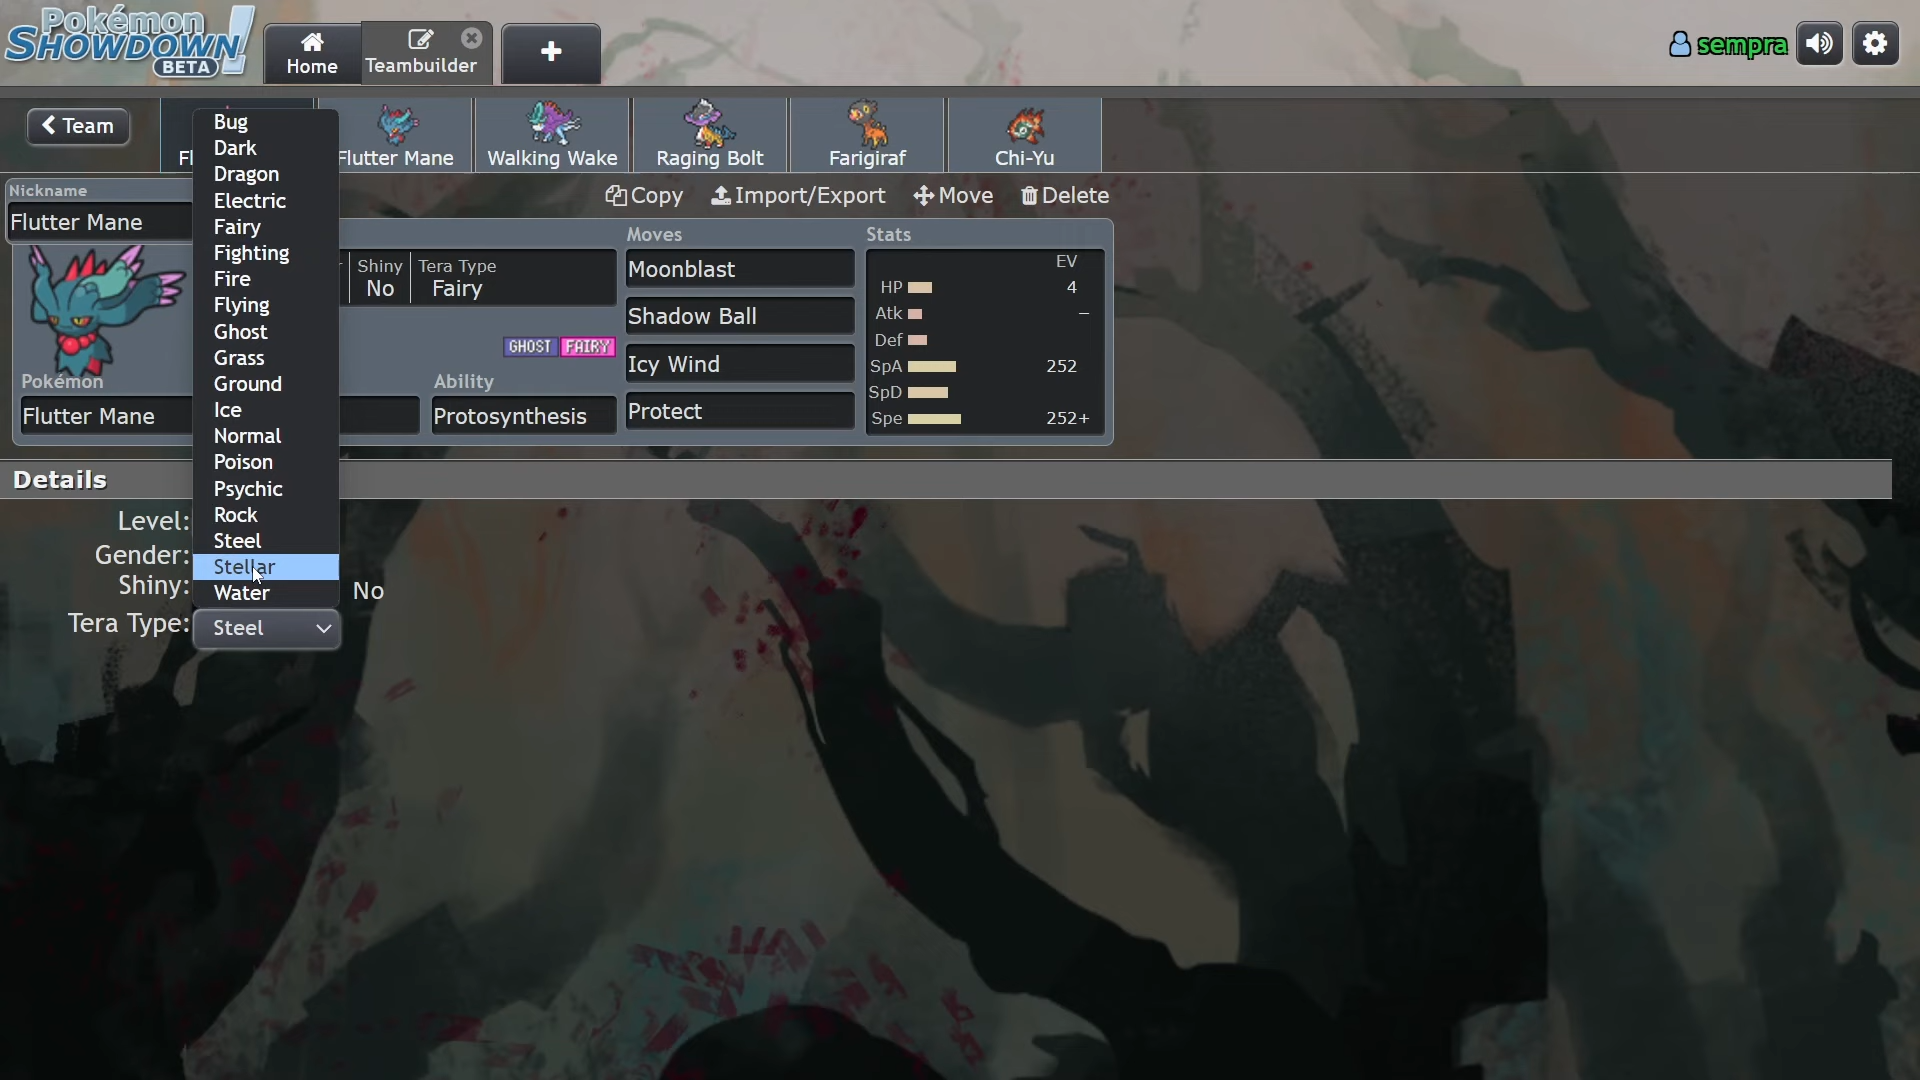 Pokémon
SHOWDOWN!
BETA
Home
Teambuilder
sempra
Team
Fl
Flutter Mane
Walking Wake
Raging Bolt
Farigiraf
Chi-Yu
Nickname
Flutter Mane
Copy
Import/Export
Move
Delete
Bug
Dark
Dragon
Electric
Fairy
Fighting
Fire
Flying
Ghost
Grass
Ground
Ice
Normal
Poison
Psychic
Rock
Steel
Stellar
Water
Shiny
No
Tera Type
Fairy
GHOST FAIRY
Pokémon
Flutter Mane
Ability
Protosynthesis
Moves
Moonblast
Shadow Ball
Icy Wind
Protect
Stats
EV
HP 4
Atk –
Def
SpA 252
SpD
Spe 252+
Details
Level:
Gender:
Shiny: No
Tera Type: Steel